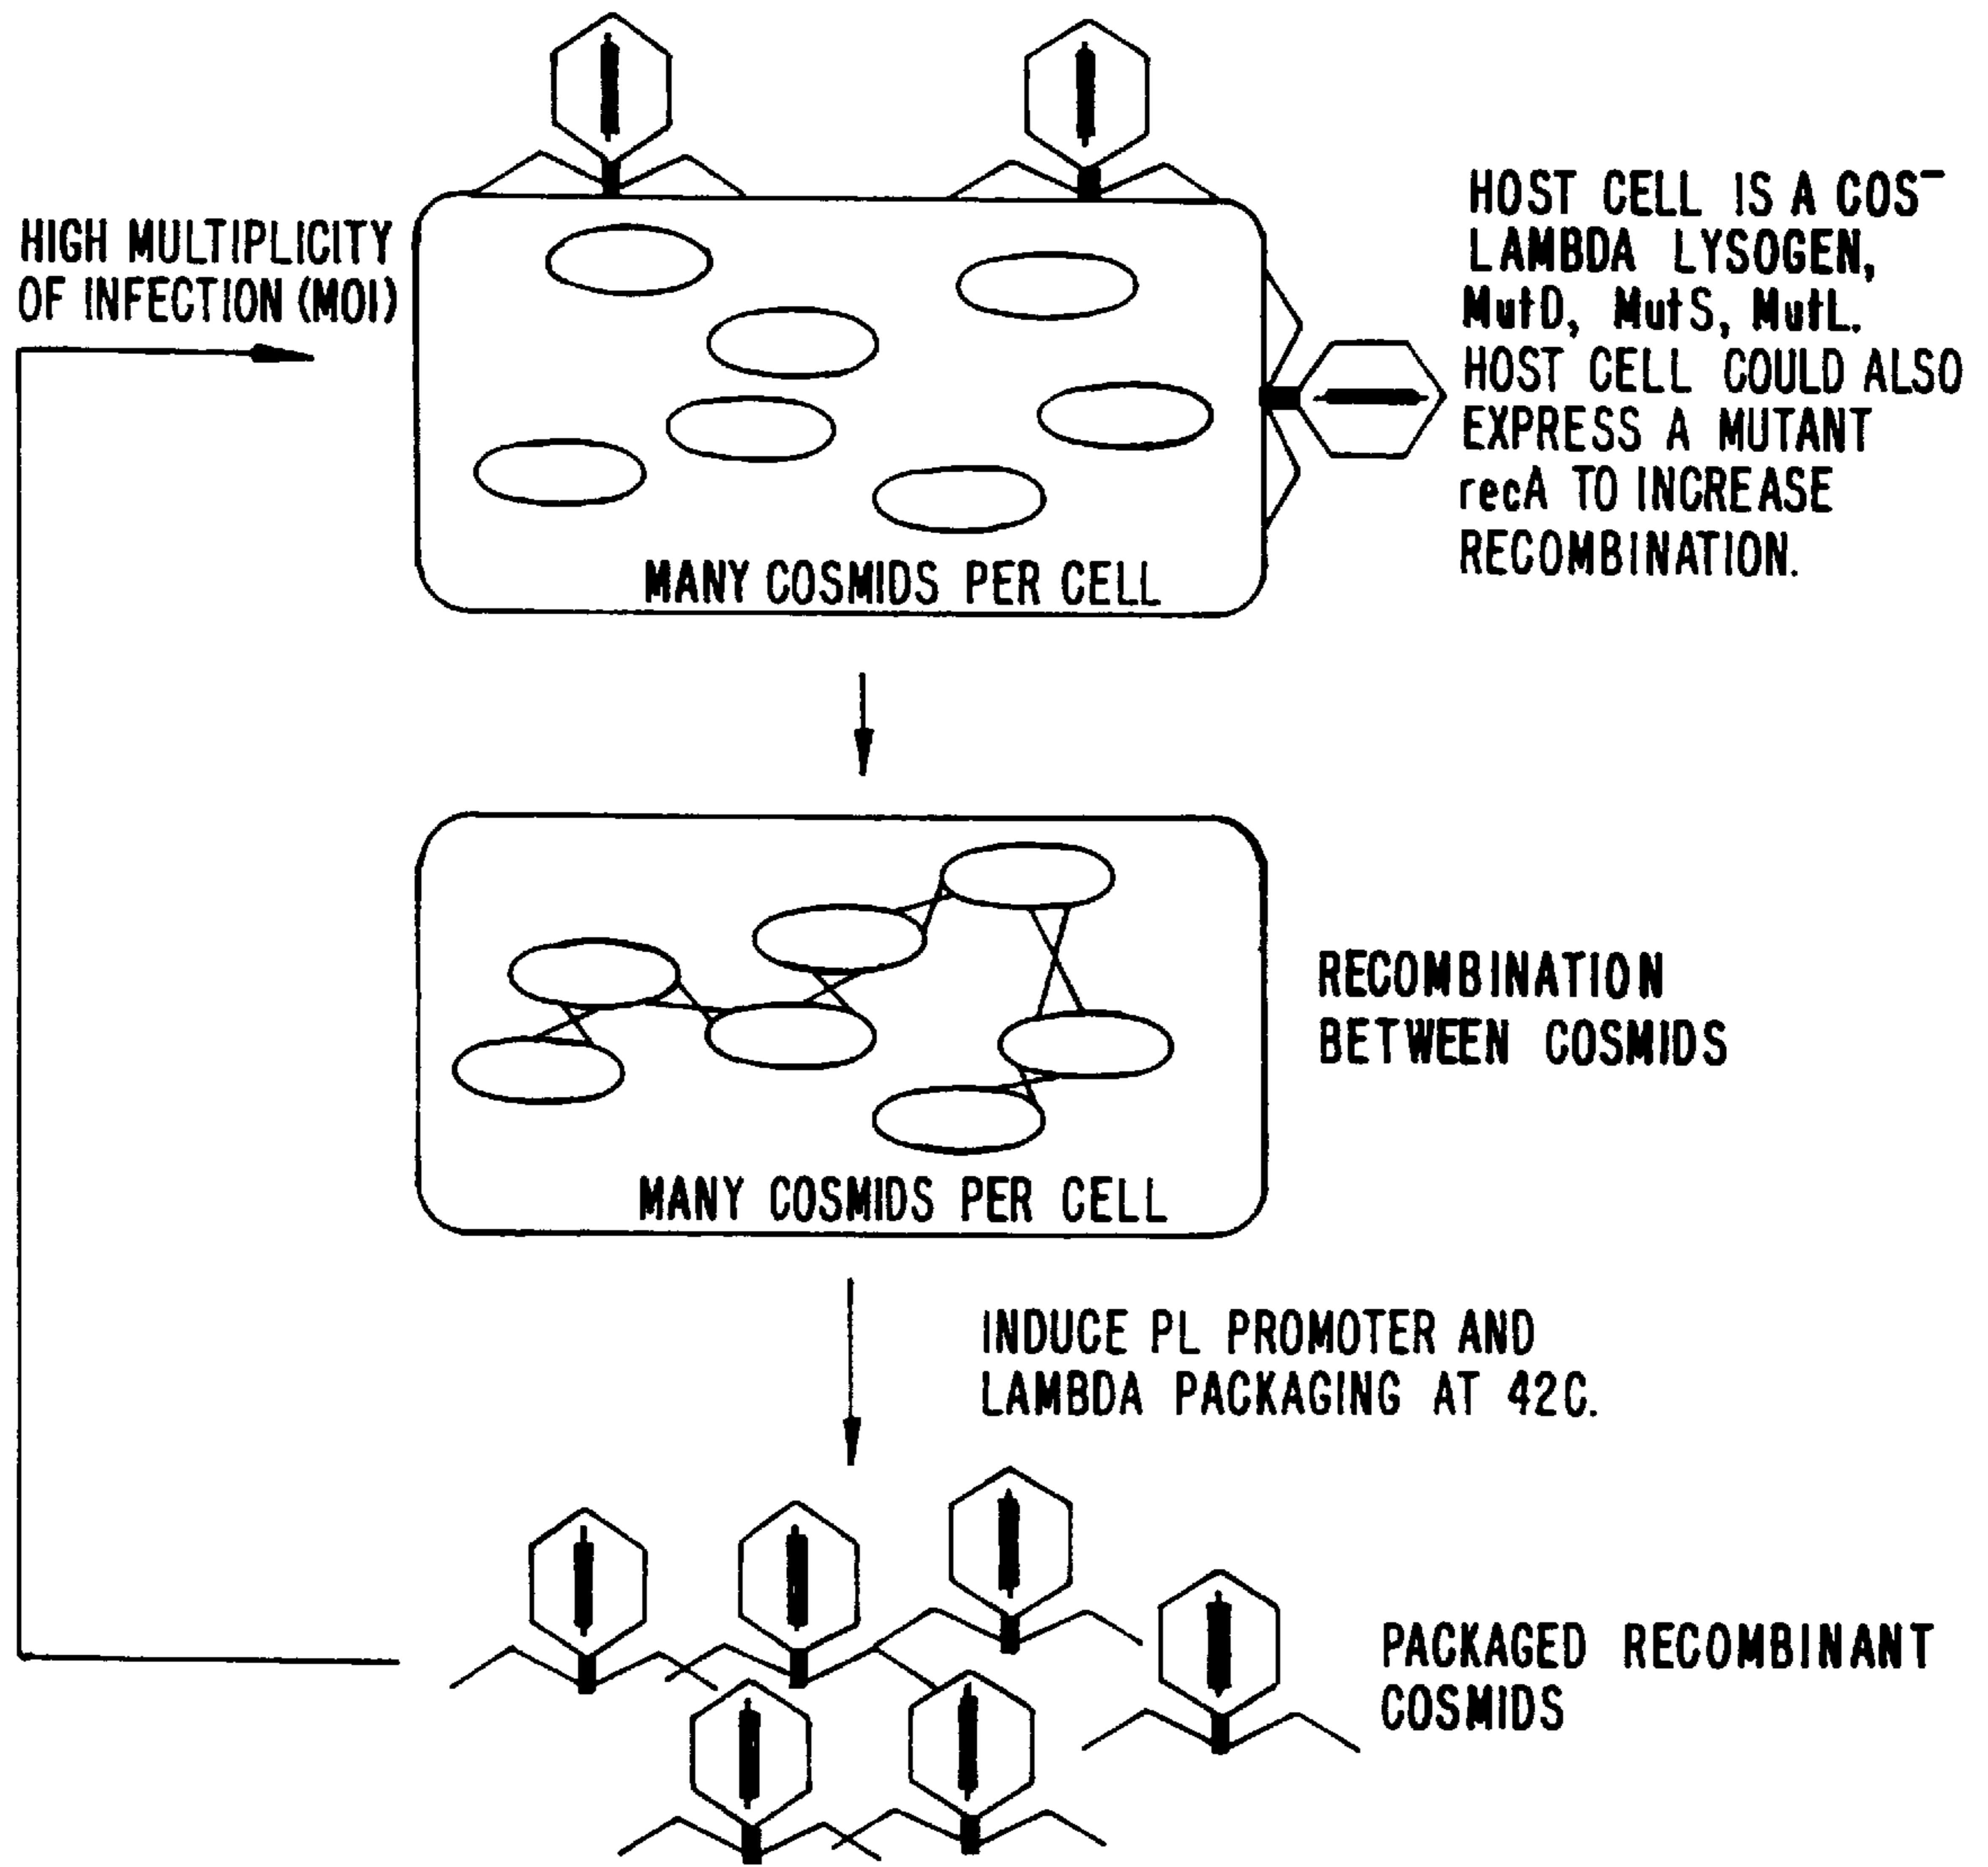 HIGH MULTIPLICITY
OF INFECTION (MOI)
HOST CELL IS A COS⁻
LAMBDA LYSOGEN,
MutD, MutS, MutL.
HOST CELL COULD ALSO
EXPRESS A MUTANT
recA TO INCREASE
RECOMBINATION.
MANY COSMIDS PER CELL
RECOMBINATION
BETWEEN COSMIDS
MANY COSMIDS PER CELL
INDUCE PL PROMOTER AND
LAMBDA PACKAGING AT 42C.
PACKAGED RECOMBINANT
COSMIDS